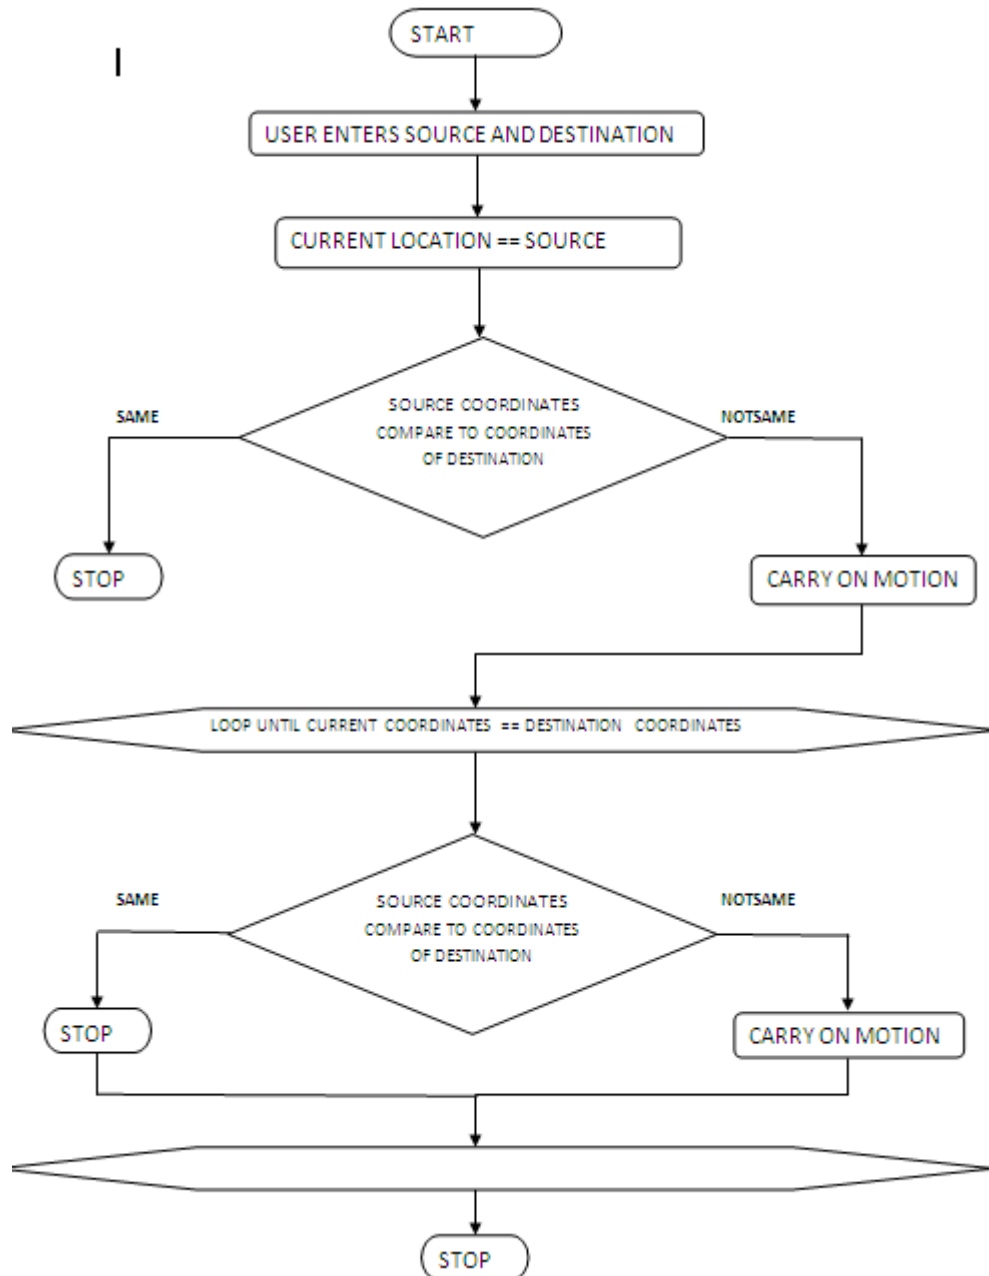 START
USER ENTERS SOURCE AND DESTINATION
CURRENT LOCATION == SOURCE
SOURCE COORDINATES
COMPARE TO COORDINATES
OF DESTINATION
SAME
NOTSAME
STOP
CARRY ON MOTION
LOOP UNTIL CURRENT COORDINATES == DESTINATION COORDINATES
SOURCE COORDINATES
COMPARE TO COORDINATES
OF DESTINATION
SAME
NOTSAME
STOP
CARRY ON MOTION
STOP